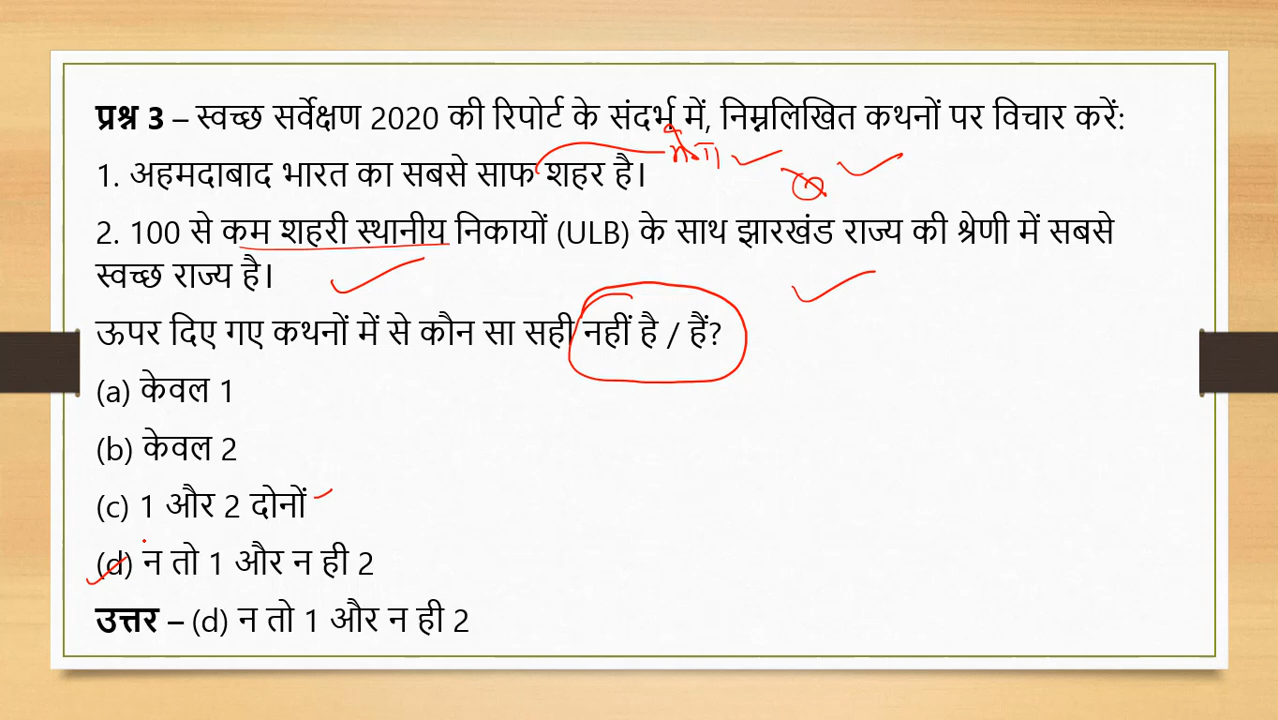 प्रश्न 3 – स्वच्छ सर्वेक्षण 2020 की रिपोर्ट के संदर्भ में, निम्नलिखित कथनों पर विचार करें:
1. अहमदाबाद भारत का सबसे साफ शहर है।
2. 100 से कम शहरी स्थानीय निकायों (ULB) के साथ झारखंड राज्य की श्रेणी में सबसे
स्वच्छ राज्य है।
ऊपर दिए गए कथनों में से कौन सा सही नहीं है / हैं?
(a) केवल 1
(b) केवल 2
(c) 1 और 2 दोनों
(d) न तो 1 और न ही 2
उत्तर – (d) न तो 1 और न ही 2